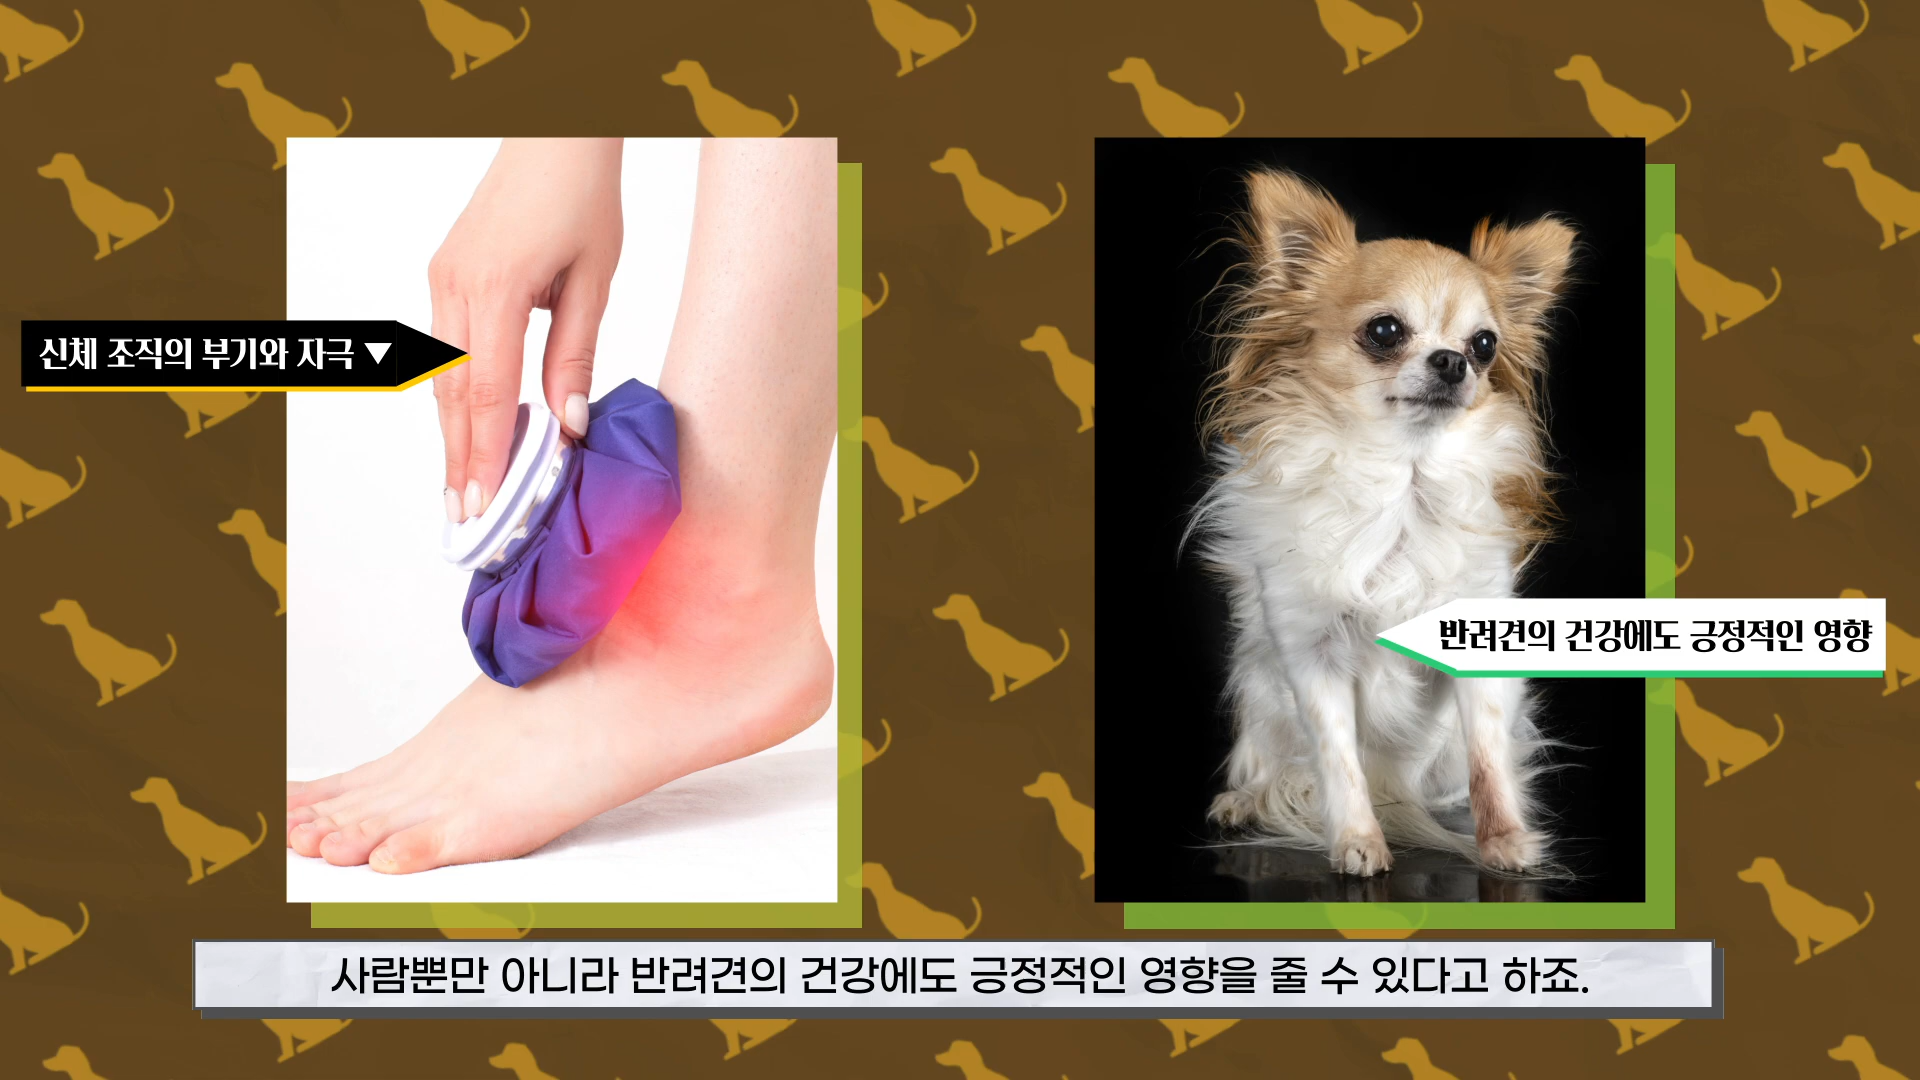 신체 조직의 부기와 자극 ▼
반려견의 건강에도 긍정적인 영향
사람뿐만 아니라 반려견의 건강에도 긍정적인 영향을 줄 수 있다고 하죠.